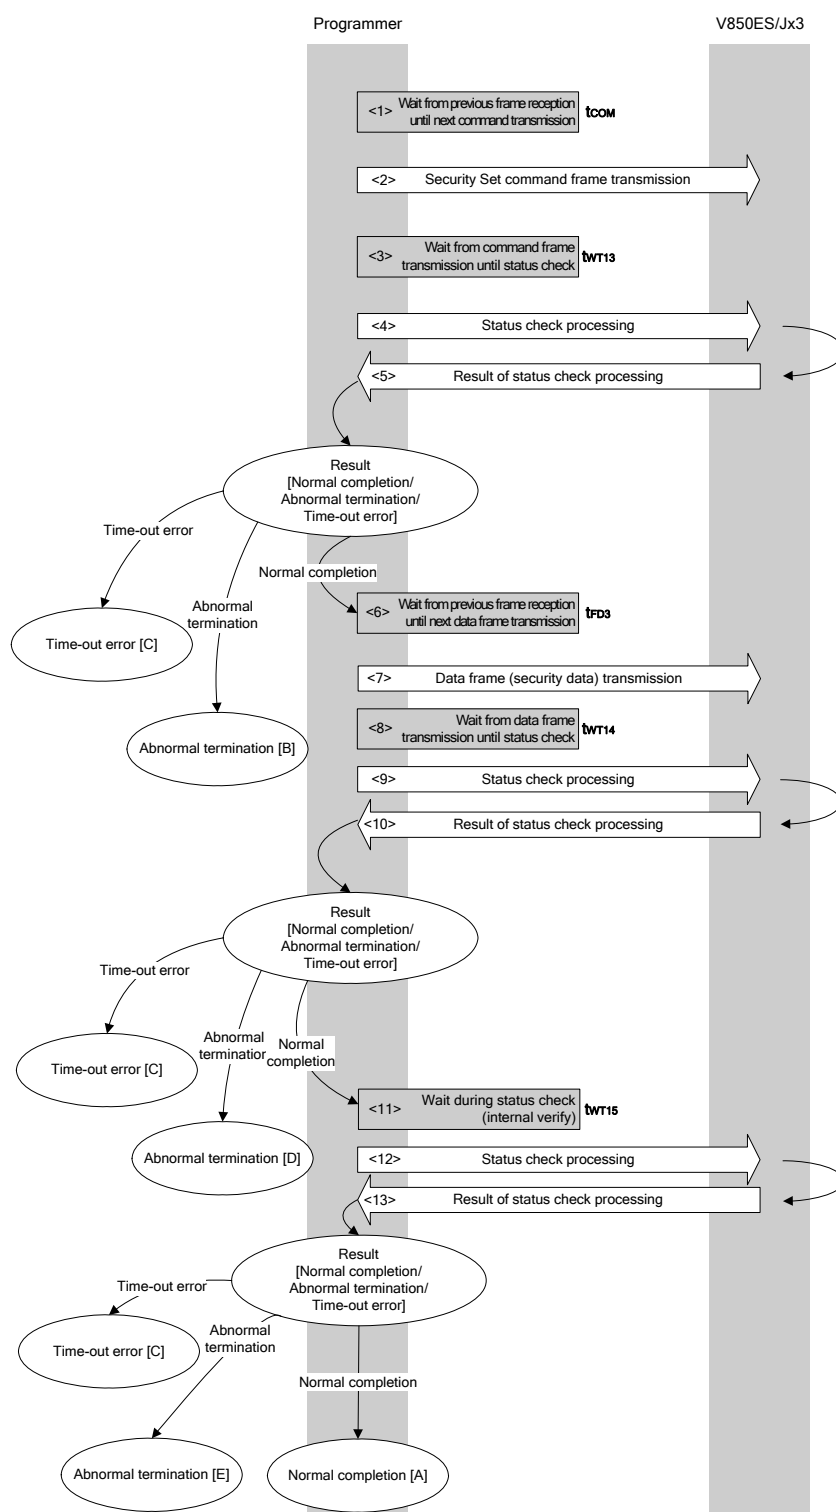 Programmer
V850ES/Jx3
<1> Wait from previous frame reception
until next command transmission
tCOM
<2> Security Set command frame transmission
<3> Wait from command frame
transmission until status check
tWT13
<4> Status check processing
<5> Result of status check processing
Result
[Normal completion/
Abnormal termination/
Time-out error]
Time-out error
Normal completion
Abnormal
termination
<6> Wait from previous frame reception
until next data frame transmission
tFD3
Time-out error [C]
<7> Data frame (security data) transmission
<8> Wait from data frame
transmission until status check
tWT14
Abnormal termination [B]
<9> Status check processing
<10> Result of status check processing
Result
[Normal completion/
Abnormal termination/
Time-out error]
Time-out error
Abnormal
termination
Normal
completion
Time-out error [C]
<11> Wait during status check
(internal verify)
tWT15
Abnormal termination [D]
<12> Status check processing
<13> Result of status check processing
Result
[Normal completion/
Abnormal termination/
Time-out error]
Time-out error
Abnormal
termination
Time-out error [C]
Normal completion
Abnormal termination [E]
Normal completion [A]